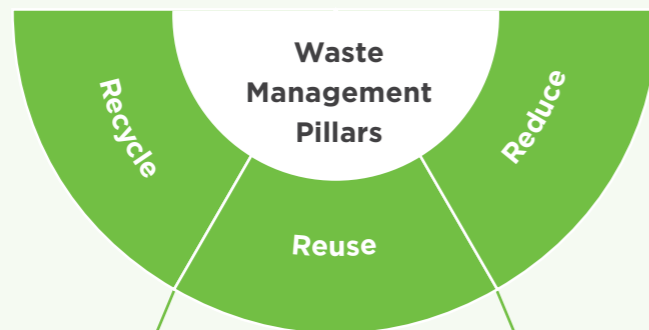 Waste
Management
Pillars
Recycle
Reuse
Reduce